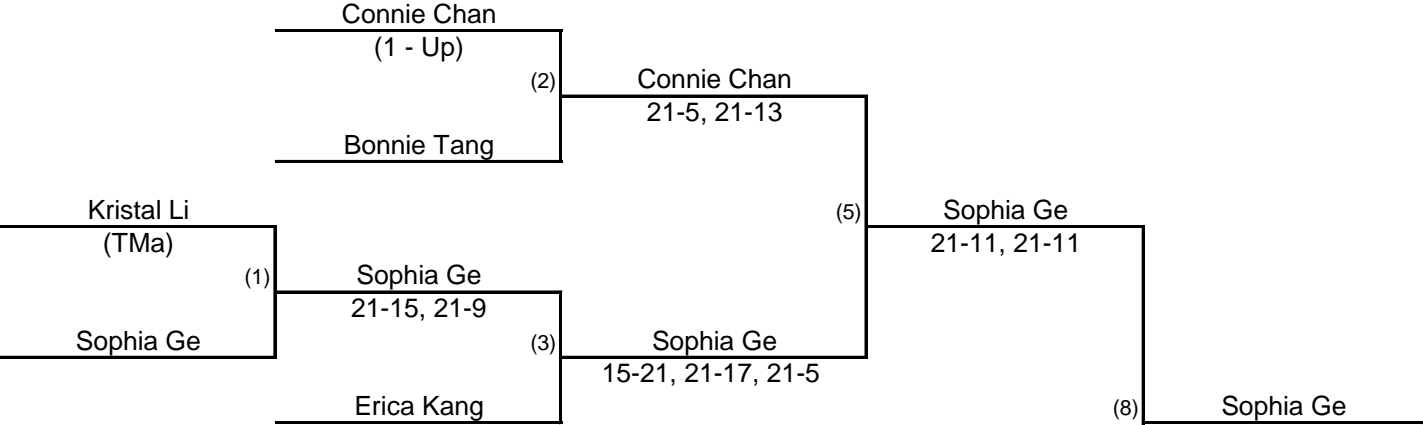 Connie Chan
(1 - Up)
(2)
Connie Chan
21-5, 21-13
Bonnie Tang
Kristal Li
(TMa)
(5)
Sophia Ge
21-11, 21-11
(1)
Sophia Ge
21-15, 21-9
Sophia Ge
(3)
Sophia Ge
15-21, 21-17, 21-5
Erica Kang
(8)
Sophia Ge